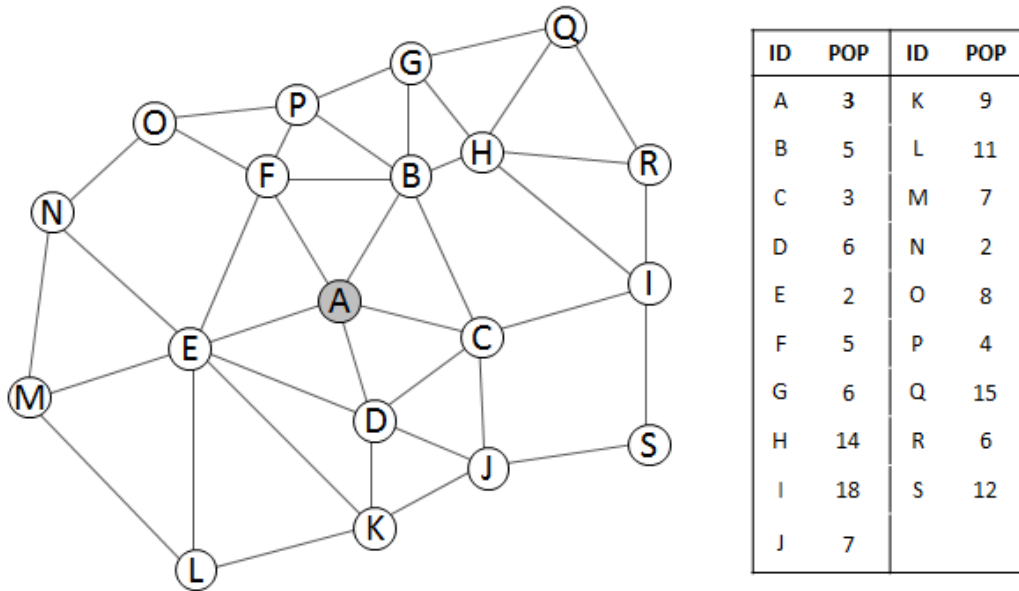 Q
G
P
O
H
R
F
B
N
A
I
C
E
M
D
S
J
K
L
ID POP ID POP
A 3 K 9
B 5 L 11
C 3 M 7
D 6 N 2
E 2 O 8
F 5 P 4
G 6 Q 15
H 14 R 6
I 18 S 12
J 7